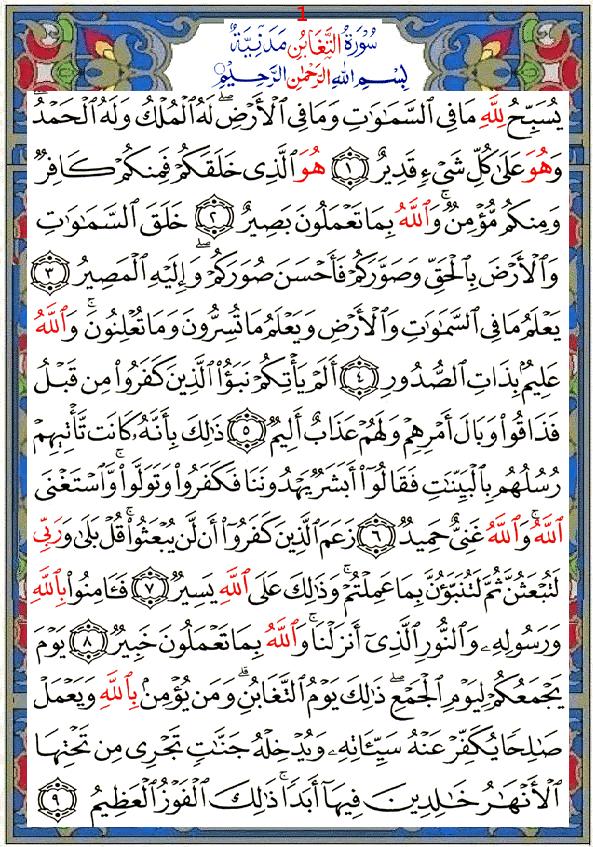 1
سُورَةُ التَّغَابُنِ مَدَنِيَّةٌ
بِسْمِ اللَّهِ الرَّحْمَٰنِ الرَّحِيمِ
يُسَبِّحُ لِلَّهِ مَا فِي ٱلسَّمَٰوَٰتِ وَمَا فِي ٱلْأَرْضِۖ لَهُ ٱلْمُلْكُ وَلَهُ ٱلْحَمْدُۖ
وَهُوَ عَلَىٰ كُلِّ شَىْءٍ قَدِيرٌ ١ هُوَ ٱلَّذِى خَلَقَكُمْ فَمِنكُمْ كَافِرٌ
وَمِنكُم مُّؤْمِنٌۚ وَٱللَّهُ بِمَا تَعْمَلُونَ بَصِيرٌ ٢ خَلَقَ ٱلسَّمَٰوَٰتِ
وَٱلْأَرْضَ بِٱلْحَقِّ وَصَوَّرَكُمْ فَأَحْسَنَ صُوَرَكُمْۖ وَإِلَيْهِ ٱلْمَصِيرُ ٣
يَعْلَمُ مَا فِي ٱلسَّمَٰوَٰتِ وَٱلْأَرْضِ وَيَعْلَمُ مَا تُسِرُّونَ وَمَا تُعْلِنُونَۚ وَٱللَّهُ
عَلِيمٌۢ بِذَاتِ ٱلصُّدُورِ ٤ أَلَمْ يَأْتِكُمْ نَبَؤُا۟ ٱلَّذِينَ كَفَرُوا۟ مِن قَبْلُ
فَذَاقُوا۟ وَبَالَ أَمْرِهِمْ وَلَهُمْ عَذَابٌ أَلِيمٌ ٥ ذَٰلِكَ بِأَنَّهُۥ كَانَت تَّأْتِيهِمْ
رُسُلُهُم بِٱلْبَيِّنَٰتِ فَقَالُوٓا۟ أَبَشَرٌ يَهْدُونَنَا فَكَفَرُوا۟ وَتَوَلَّوا۟ۚ وَّٱسْتَغْنَى
ٱللَّهُۚ وَٱللَّهُ غَنِىٌّ حَمِيدٌ ٦ زَعَمَ ٱلَّذِينَ كَفَرُوٓا۟ أَن لَّن يُبْعَثُوا۟ۚ قُلْ بَلَىٰ وَرَبِّى
لَتُبْعَثُنَّ ثُمَّ لَتُنَبَّؤُنَّ بِمَا عَمِلْتُمْۚ وَذَٰلِكَ عَلَى ٱللَّهِ يَسِيرٌ ٧ فَـَٔامِنُوا۟ بِٱللَّهِ
وَرَسُولِهِۦ وَٱلنُّورِ ٱلَّذِىٓ أَنزَلْنَاۚ وَٱللَّهُ بِمَا تَعْمَلُونَ خَبِيرٌ ٨ يَوْمَ
يَجْمَعُكُمْ لِيَوْمِ ٱلْجَمْعِۖ ذَٰلِكَ يَوْمُ ٱلتَّغَابُنِۗ وَمَن يُؤْمِنۢ بِٱللَّهِ وَيَعْمَلْ
صَٰلِحًا يُكَفِّرْ عَنْهُ سَيِّـَٔاتِهِۦ وَيُدْخِلْهُ جَنَّٰتٍ تَجْرِى مِن تَحْتِهَا
ٱلْأَنْهَٰرُ خَٰلِدِينَ فِيهَآ أَبَدًاۚ ذَٰلِكَ ٱلْفَوْزُ ٱلْعَظِيمُ ٩